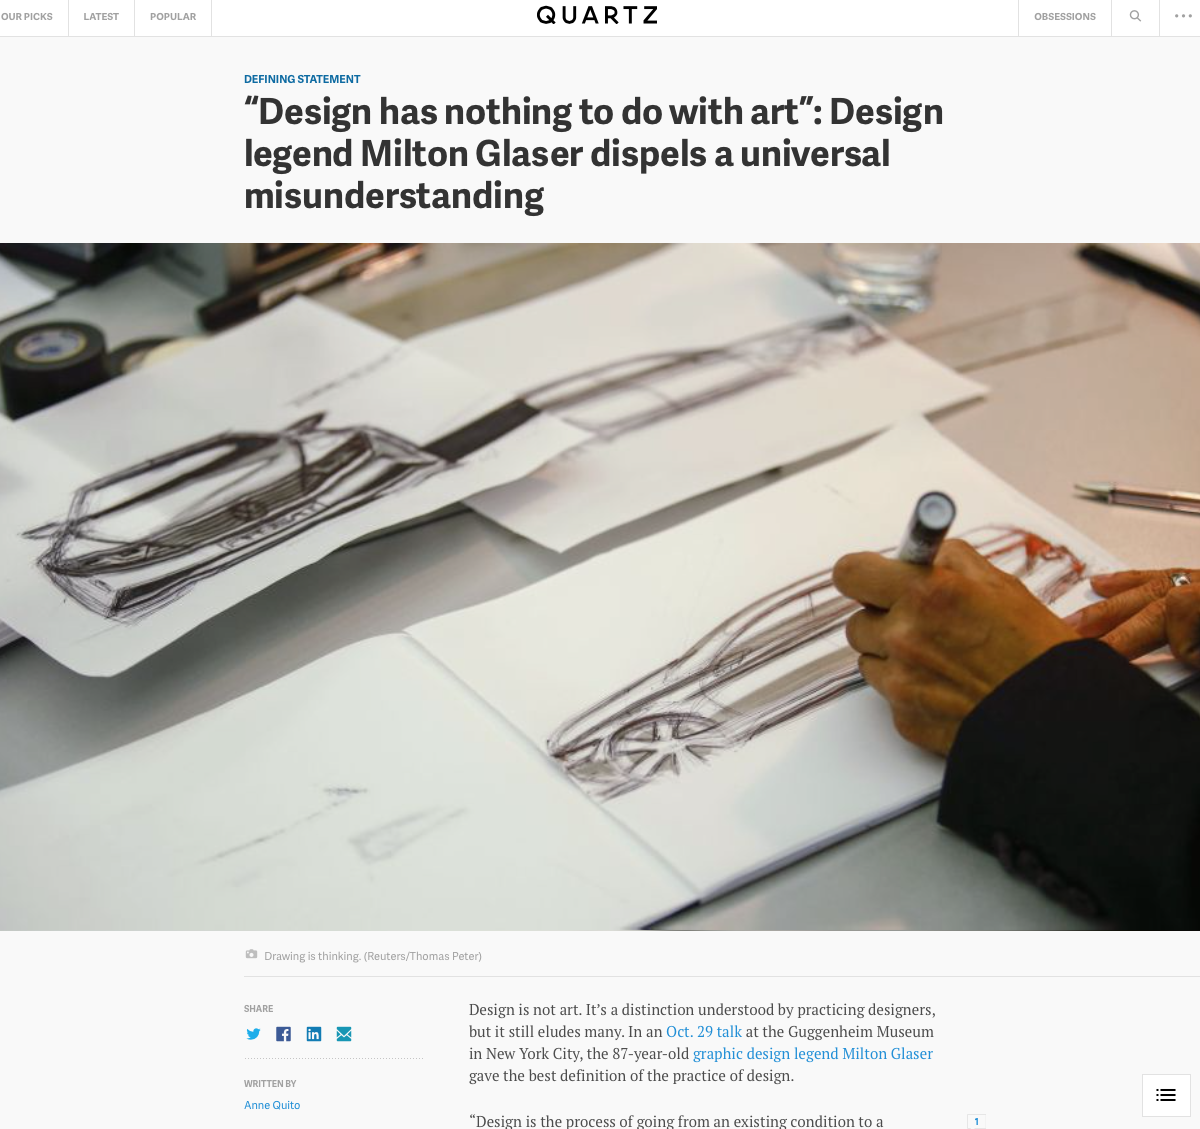 OUR PICKS
LATEST
POPULAR
QUARTZ
OBSESSIONS
DEFINING STATEMENT
“Design has nothing to do with art”: Design
legend Milton Glaser dispels a universal
misunderstanding
Drawing is thinking. (Reuters/Thomas Peter)
SHARE
WRITTEN BY
Anne Quito
Design is not art. It’s a distinction understood by practicing designers,
but it still eludes many. In an Oct. 29 talk at the Guggenheim Museum
in New York City, the 87-year-old graphic design legend Milton Glaser
gave the best definition of the practice of design.
“Design is the process of going from an existing condition to a
1